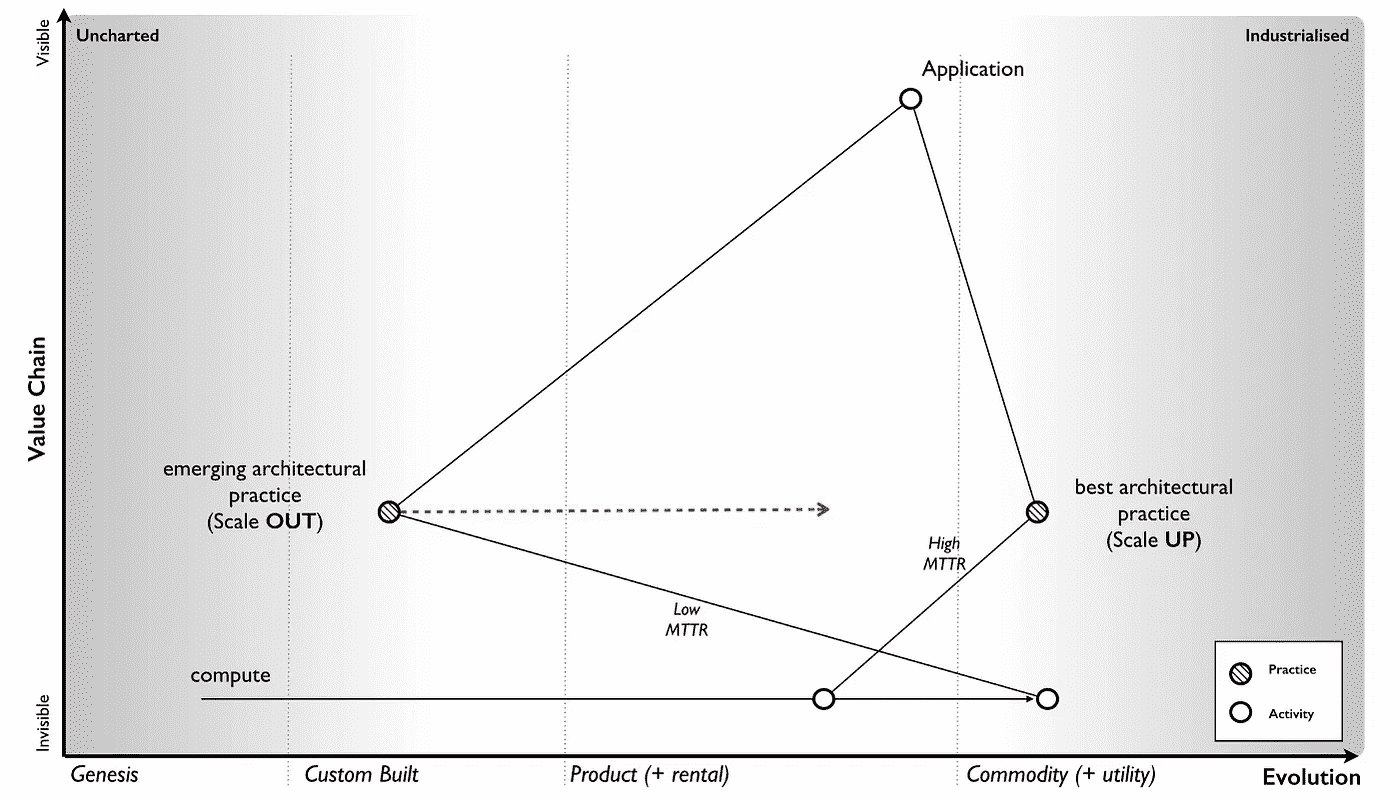 Visible
Uncharted
Industrialised
Application
Value Chain
emerging architectural
practice
(Scale OUT)
best architectural
practice
(Scale UP)
High
MTTR
Low
MTTR
compute
Practice
Activity
Invisible
Genesis
Custom Built
Product (+ rental)
Commodity (+ utility)
Evolution